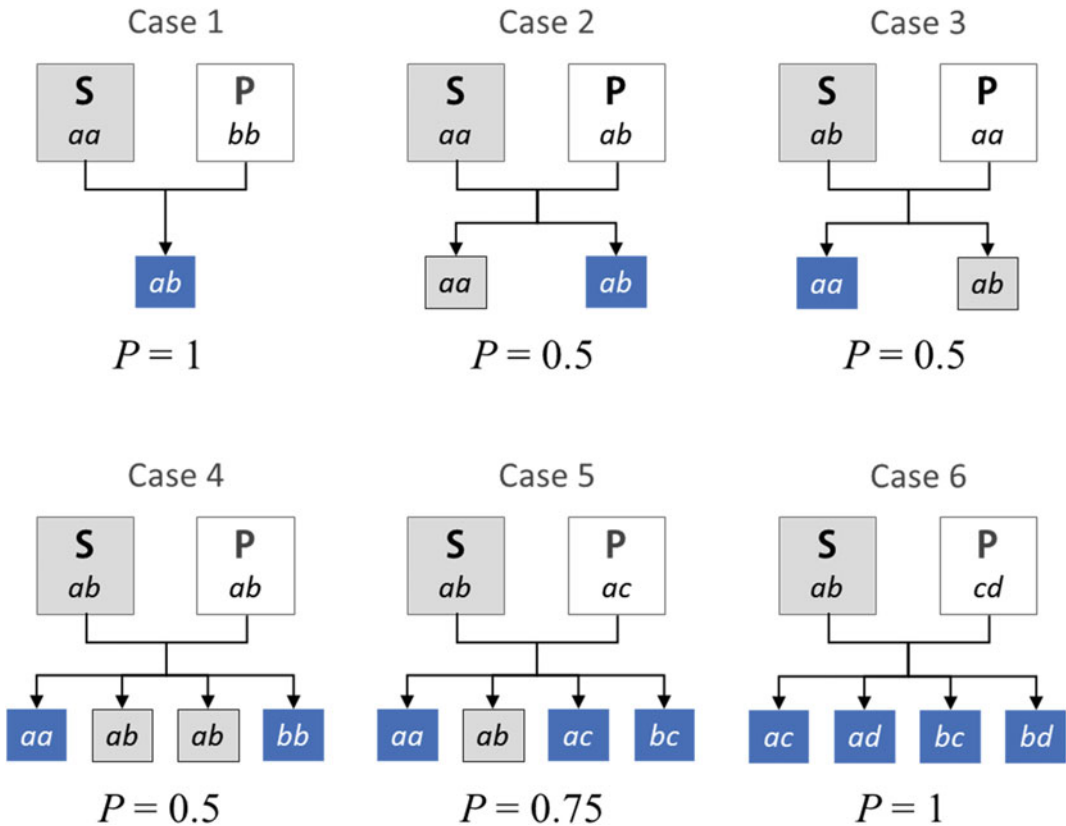 Case 1 Case 2 Case 3
S P S P S P
aa bb aa ab ab aa
ab aa ab aa ab
P = 1 P = 0.5 P = 0.5
Case 4 Case 5 Case 6
S P S P S P
ab ab ab ac ab cd
aa ab ab bb aa ab ac bc ac ad bc bd
P = 0.5 P = 0.75 P = 1